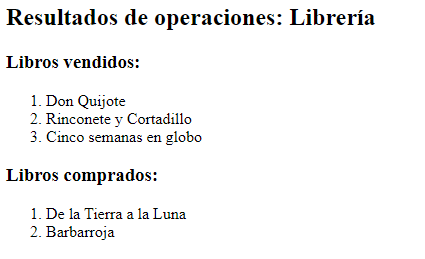 Resultados de operaciones: Librería
Libros vendidos:
1. Don Quijote
2. Rinconete y Cortadillo
3. Cinco semanas en globo
Libros comprados:
1. De la Tierra a la Luna
2. Barbarroja